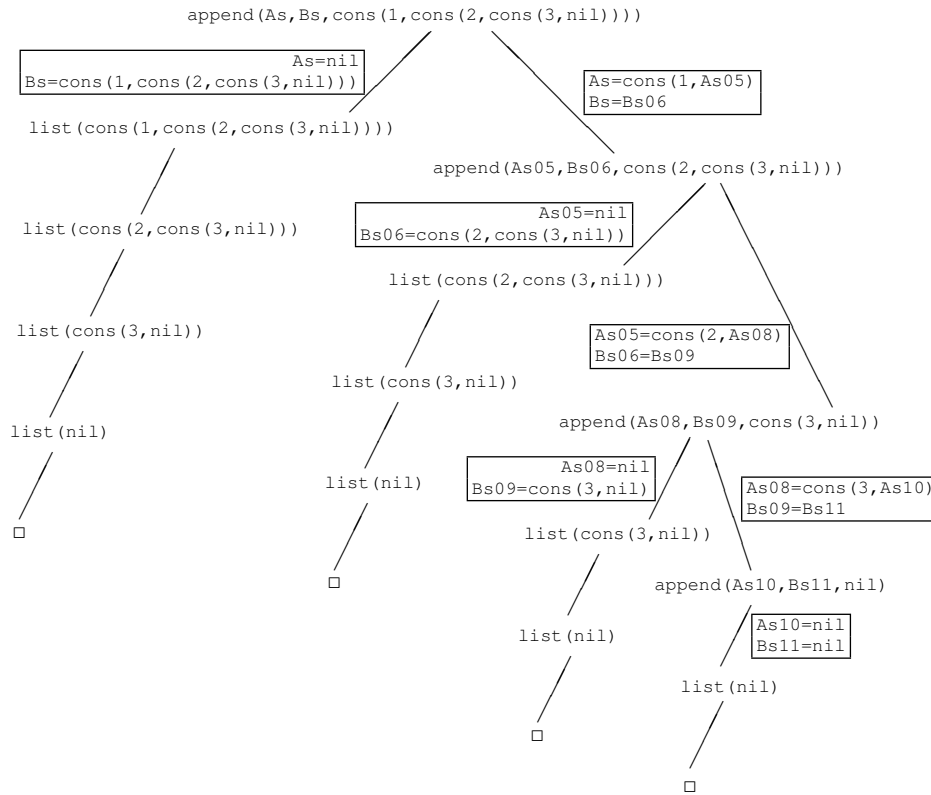 append(As,Bs,cons(1,cons(2,cons(3,nil))))
As=nil
Bs=cons(1,cons(2,cons(3,nil)))
As=cons(1,As05)
Bs=Bs06
list(cons(1,cons(2,cons(3,nil))))
append(As05,Bs06,cons(2,cons(3,nil)))
As05=nil
Bs06=cons(2,cons(3,nil))
list(cons(2,cons(3,nil)))
list(cons(2,cons(3,nil)))
list(cons(3,nil))
As05=cons(2,As08)
Bs06=Bs09
list(cons(3,nil))
append(As08,Bs09,cons(3,nil))
list(nil)
As08=nil
Bs09=cons(3,nil)
list(nil)
As08=cons(3,As10)
Bs09=Bs11
list(cons(3,nil))
append(As10,Bs11,nil)
As10=nil
Bs11=nil
list(nil)
list(nil)